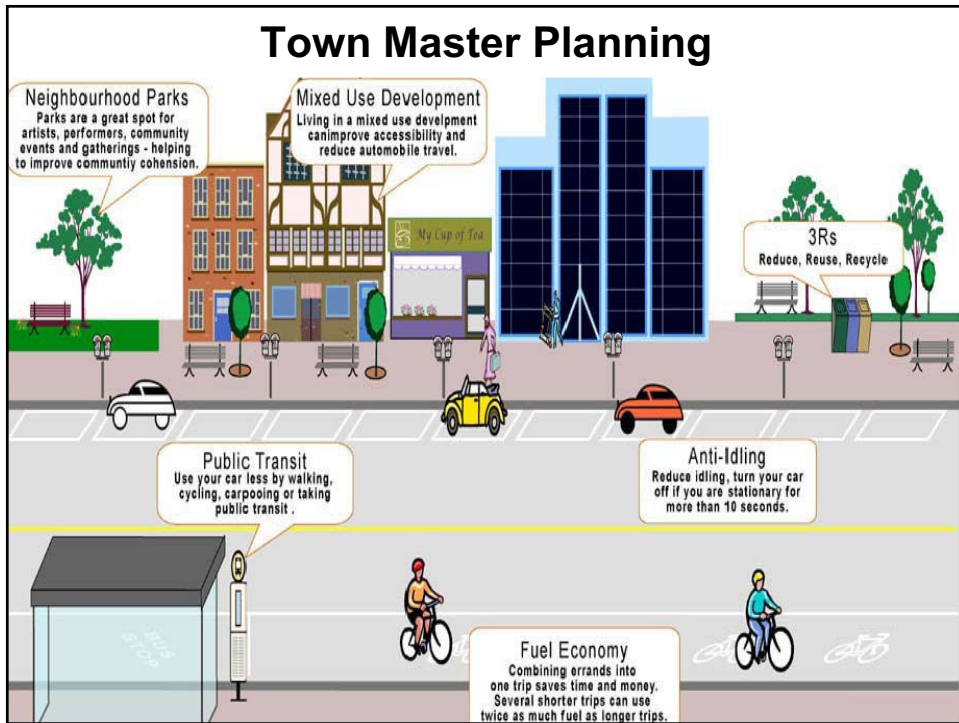 Town Master Planning
Neighbourhood Parks
Parks are a great spot for
artists, performers, community
events and gatherings - helping
to improve communtiy cohension.
Mixed Use Development
Living in a mixed use develpment
canimprove accessibility and
reduce automobile travel.
My Cup of Tea
3Rs
Reduce, Reuse, Recycle
Public Transit
Use your car less by walking,
cycling, carpooing or taking
public transit .
Anti-Idling
Reduce idling, turn your car
off if you are stationary for
more than 10 seconds.
BUS
STOP
Fuel Economy
Combining errands into
one trip saves time and money.
Several shorter trips can use
twice as much fuel as longer trips.